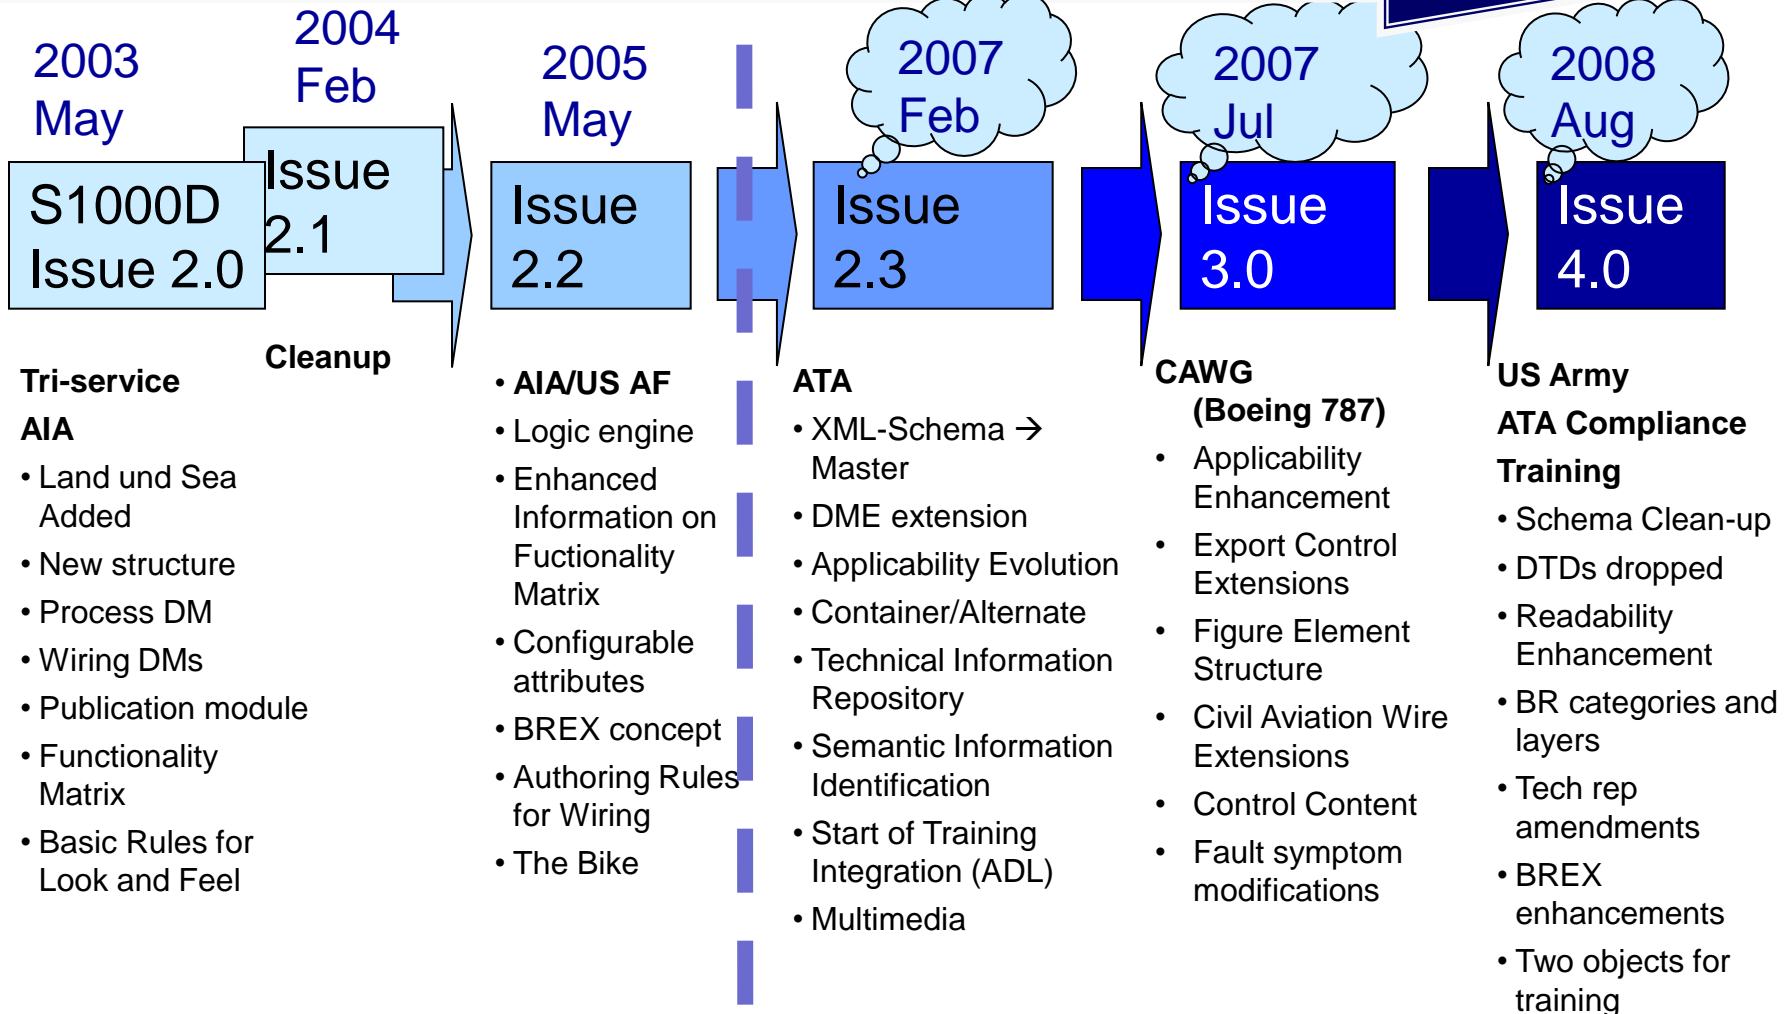 2003
May
2004
Feb
2005
May
2007
Feb
2007
Jul
2008
Aug
S1000D
Issue 2.0
Issue
2.1
Issue
2.2
Issue
2.3
Issue
3.0
Issue
4.0
Tri-service
AIA
• Land und Sea
Added
• New structure
• Process DM
• Wiring DMs
• Publication module
• Functionality
Matrix
• Basic Rules for
Look and Feel
Cleanup
• AIA/US AF
• Logic engine
• Enhanced
Information on
Fuctionality
Matrix
• Configurable
attributes
• BREX concept
• Authoring Rules
for Wiring
• The Bike
ATA
• XML-Schema →
Master
• DME extension
• Applicability Evolution
• Container/Alternate
• Technical Information
Repository
• Semantic Information
Identification
• Start of Training
Integration (ADL)
• Multimedia
CAWG
(Boeing 787)
• Applicability
Enhancement
• Export Control
Extensions
• Figure Element
Structure
• Civil Aviation Wire
Extensions
• Control Content
• Fault symptom
modifications
US Army
ATA Compliance
Training
• Schema Clean-up
• DTDs dropped
• Readability
Enhancement
• BR categories and
layers
• Tech rep
amendments
• BREX
enhancements
• Two objects for
training